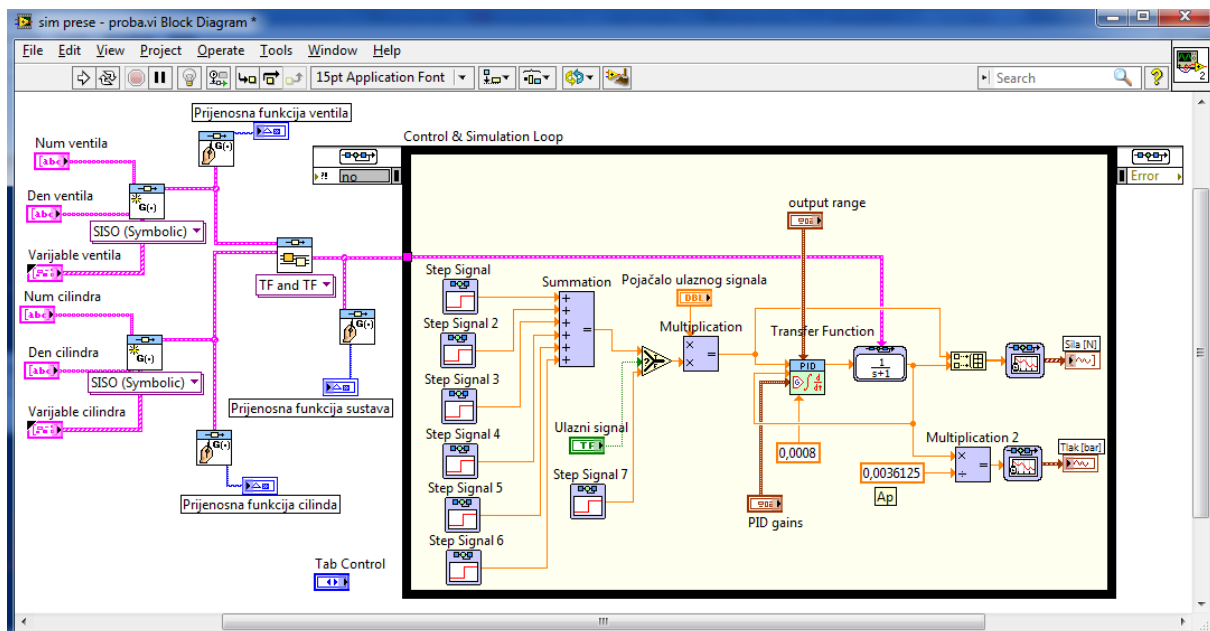 sim prese - proba.vi Block Diagram *
File Edit View Project Operate Tools Window Help
15pt Application Font
Search
2
Prijenosna funkcija ventila
Num ventila
abc
G(·)
Control & Simulation Loop
no
Error
Den ventila
abc
G(·)
SISO (Symbolic)
output range
Varijable ventila
TF and TF
Step Signal
Summation
Pojačalo ulaznog signala
DBL
Num cilindra
abc
G(·)
Step Signal 2
Multiplication
Transfer Function
Sila [N]
PID
1
s+1
Den cilindra
abc
G(·)
SISO (Symbolic)
Step Signal 3
Varijable cilindra
Prijenosna funkcija sustava
Step Signal 4
Ulazni signal
TF
Multiplication 2
Tlak [bar]
G(·)
0,0008
Step Signal 7
0,0036125
Step Signal 5
Ap
Prijenosna funkcija cilinda
PID gains
Step Signal 6
Tab Control